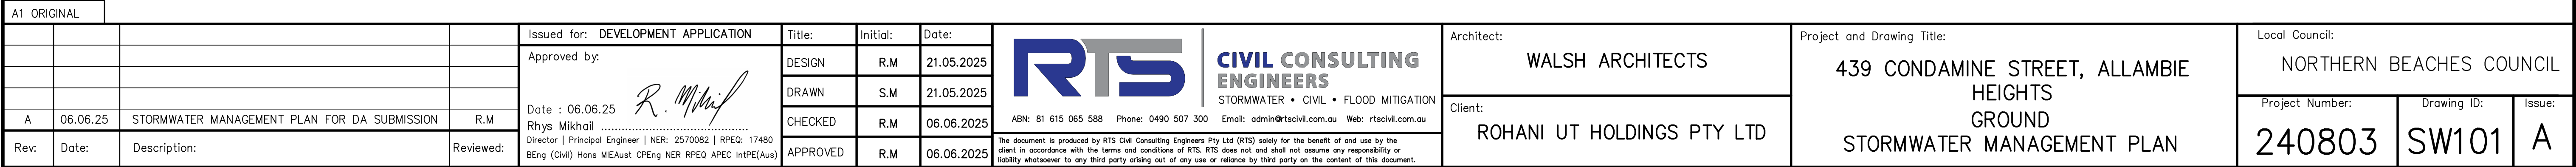 A1 ORIGINAL
A 06.06.25 STORMWATER MANAGEMENT PLAN FOR DA SUBMISSION R.M
Rev: Date: Description: Reviewed:
Issued for: DEVELOPMENT APPLICATION
Approved by:
R. Mikhail
Date : 06.06.25
Rhys Mikhail ..........................................
Director | Principal Engineer | NER: 2570082 | RPEQ: 17480
BEng (Civil) Hons MIEAust CPEng NER RPEQ APEC IntPE(Aus)
Title: Initial: Date:
DESIGN R.M 21.05.2025
DRAWN S.M 21.05.2025
CHECKED R.M 06.06.2025
APPROVED R.M 06.06.2025
RTS CIVIL CONSULTING
ENGINEERS
STORMWATER • CIVIL • FLOOD MITIGATION
ABN: 81 615 065 588 Phone: 0490 507 300 Email: admin@rtscivil.com.au Web: rtscivil.com.au
The document is produced by RTS Civil Consulting Engineers Pty Ltd (RTS) solely for the benefit of and use by the
client in accordance with the terms and conditions of RTS. RTS does not and shall not assume any responsibility or
liability whatsoever to any third party arising out of any use or reliance by third party on the content of this document.
Architect:
WALSH ARCHITECTS
Client:
ROHANI UT HOLDINGS PTY LTD
Project and Drawing Title:
439 CONDAMINE STREET, ALLAMBIE
HEIGHTS
GROUND
STORMWATER MANAGEMENT PLAN
Local Council:
NORTHERN BEACHES COUNCIL
Project Number: Drawing ID: Issue:
240803 SW101 A